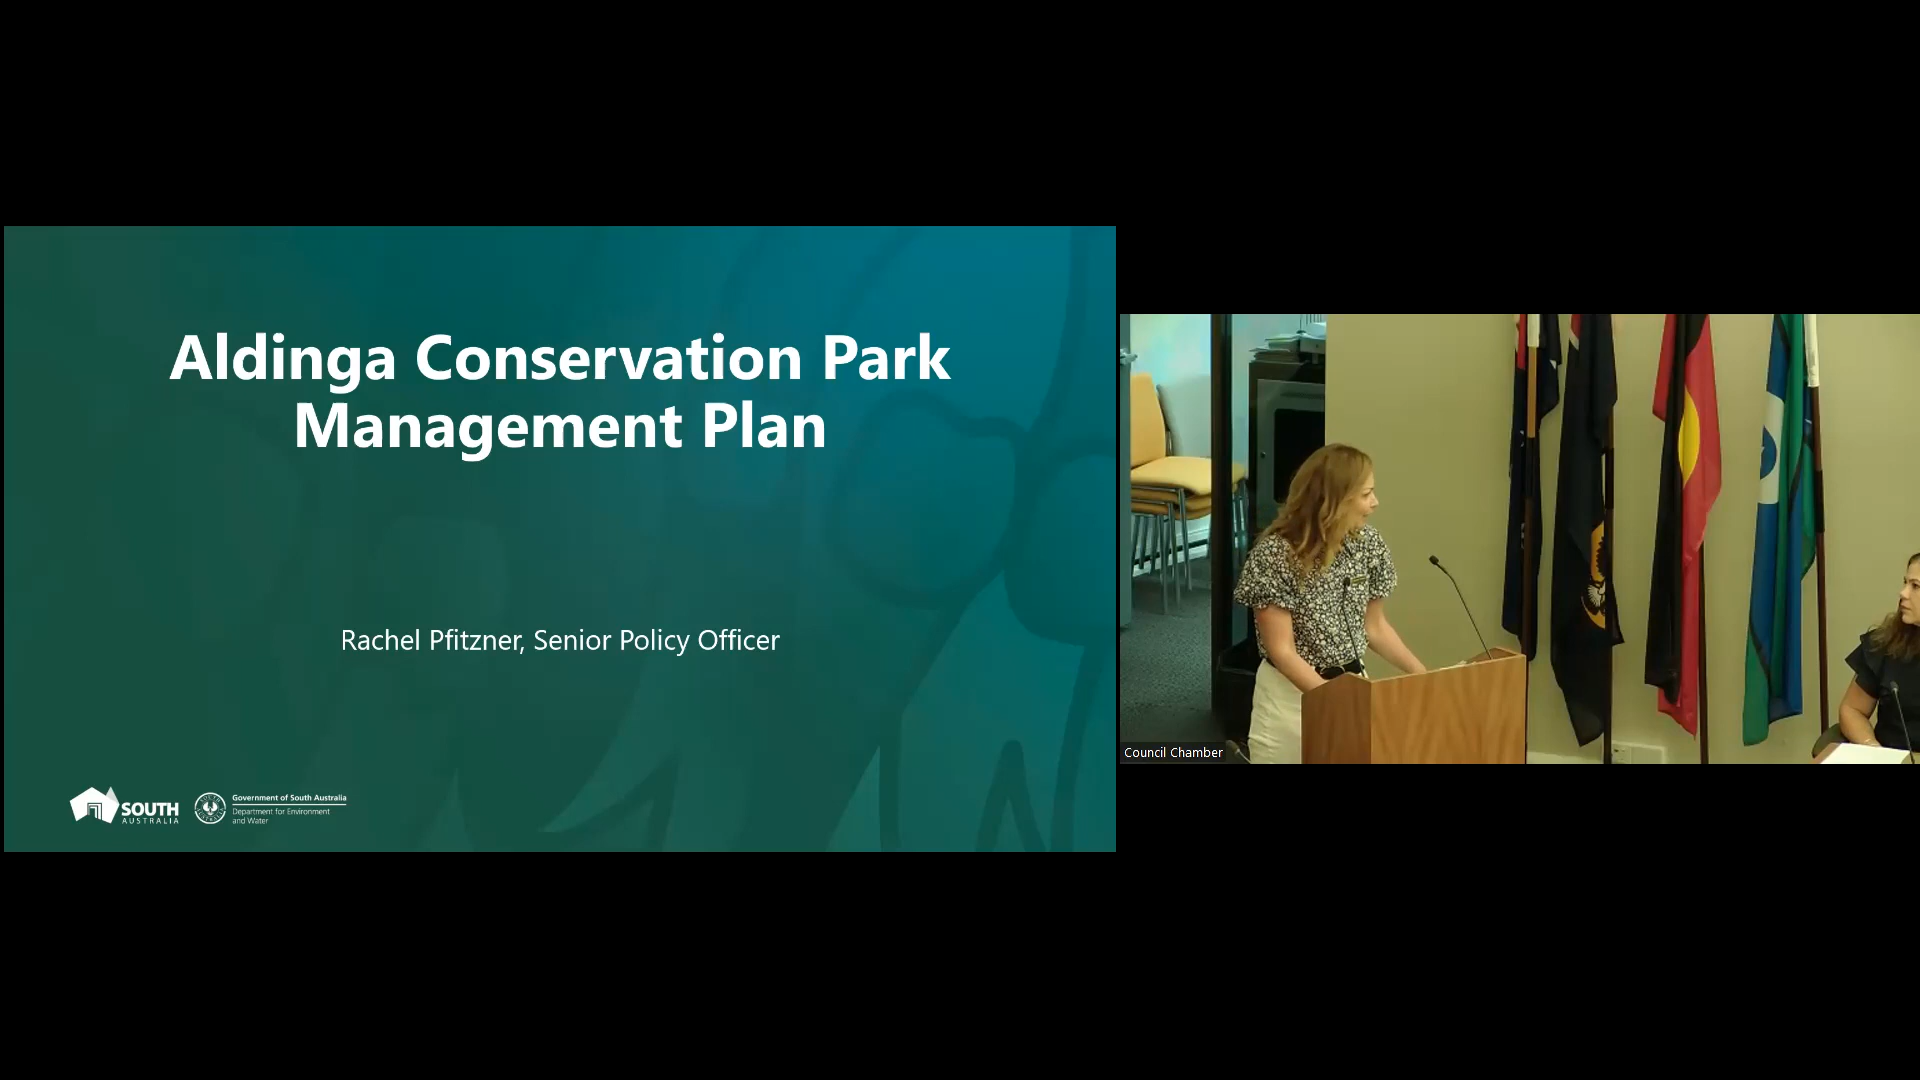 Aldinga Conservation Park
Management Plan
Rachel Pfitzner, Senior Policy Officer
SOUTH
AUSTRALIA
Government of South Australia
Department for Environment
and Water
Council Chamber